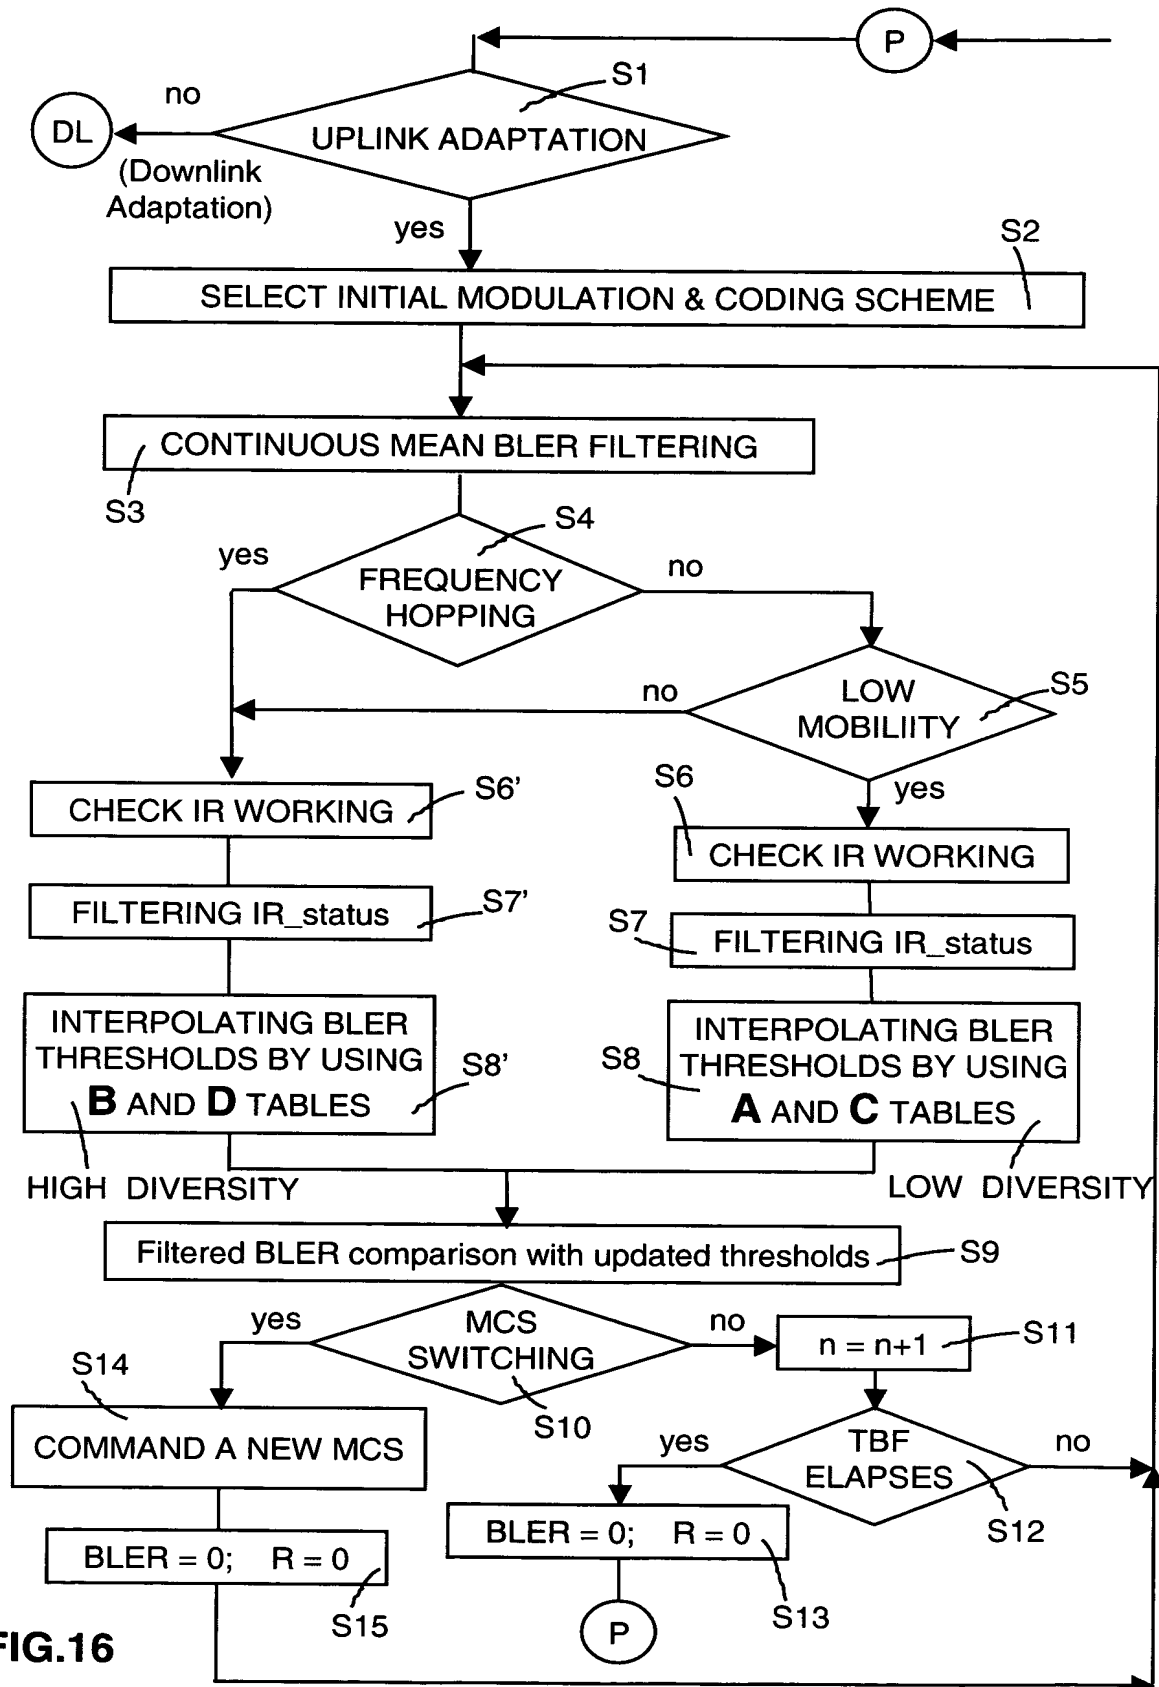 P
S1
no
DL
UPLINK ADAPTATION
(Downlink
Adaptation)
yes
S2
SELECT INITIAL MODULATION & CODING SCHEME
CONTINUOUS MEAN BLER FILTERING
S3
S4
yes
FREQUENCY
HOPPING
no
no
LOW
MOBILIITY
S5
S6'
S6
yes
CHECK IR WORKING
CHECK IR WORKING
FILTERING IR_status
S7'
S7
FILTERING IR_status
INTERPOLATING BLER
THRESHOLDS BY USING
B AND D TABLES
S8'
S8
INTERPOLATING BLER
THRESHOLDS BY USING
A AND C TABLES
HIGH DIVERSITY
LOW DIVERSITY
Filtered BLER comparison with updated thresholds
S9
yes
MCS
SWITCHING
no
n = n+1
S11
S14
S10
COMMAND A NEW MCS
yes
TBF
ELAPSES
no
S12
BLER = 0; R = 0
BLER = 0; R = 0
S15
S13
P
FIG.16